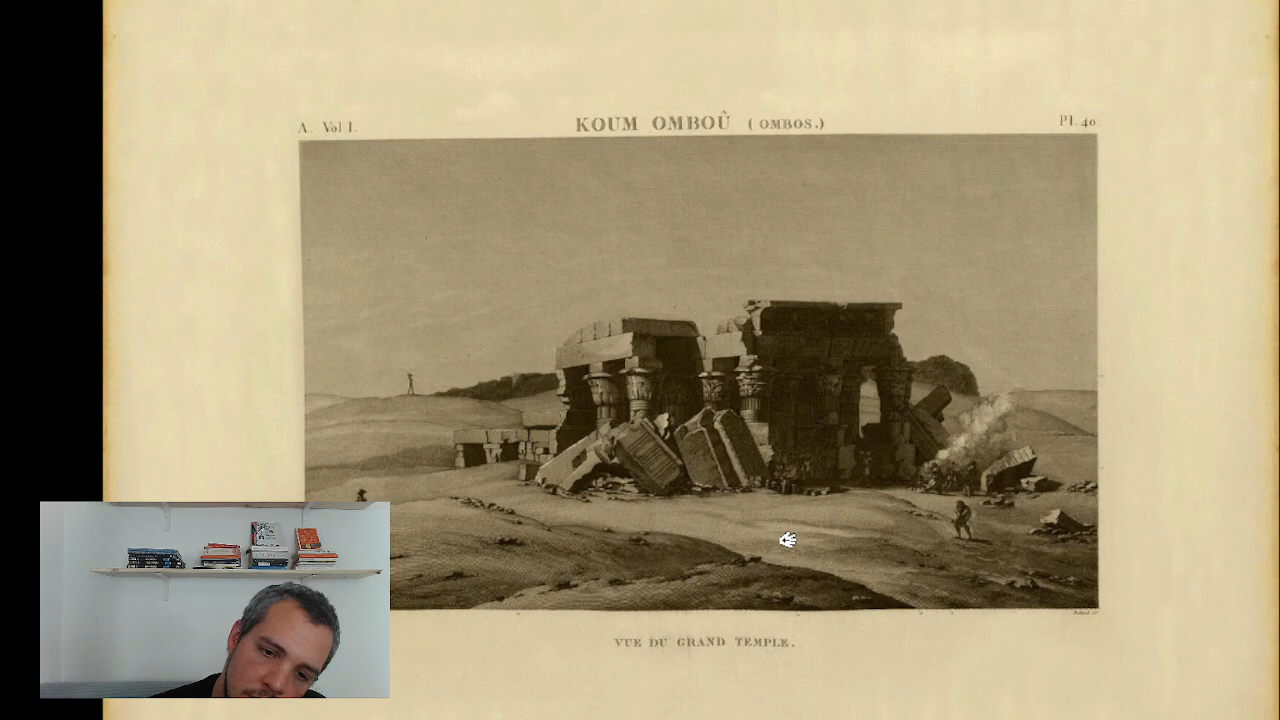 A. Vol I.
KOUM OMBOÛ (OMBOS.)
Pl. 40.
VUE DU GRAND TEMPLE.